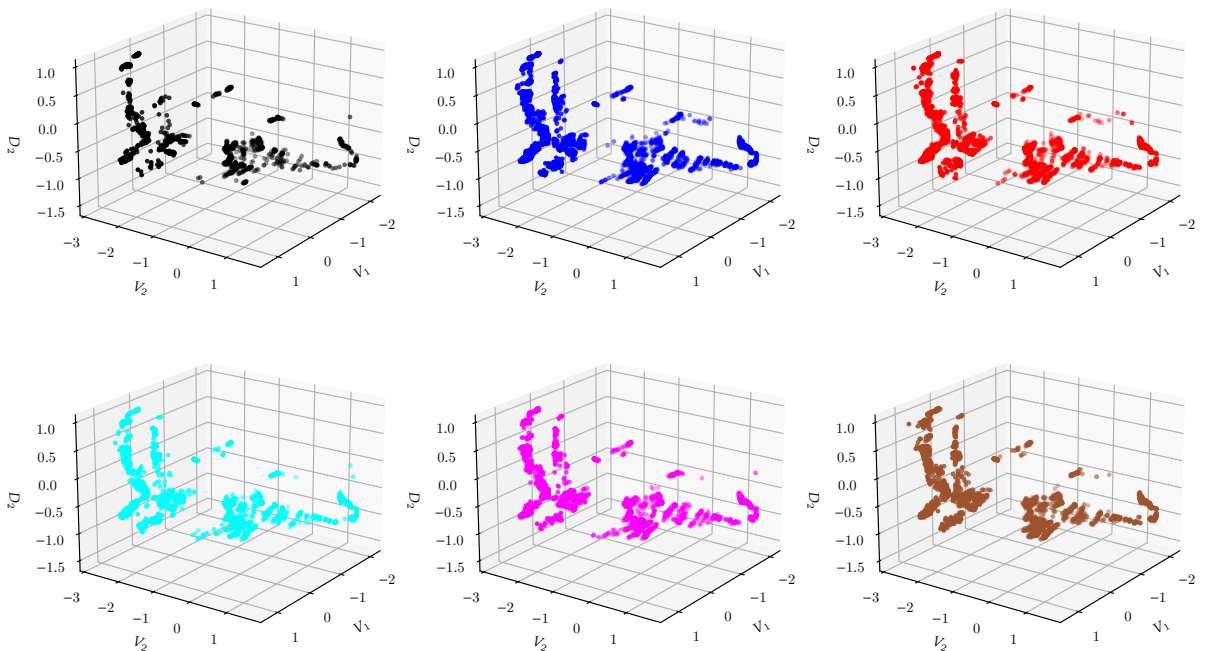 1.0 1.0 1.0
0.5 0.5 0.5
0.0 0.0 0.0
D₂ D₂ D₂
−0.5 −0.5 −0.5
−1.0 −1.0 −1.0
−1.5 −1.5 −1.5
−2 −2 −2
−3 −3 −3
−2 −1 −2 −1 −2 −1
−1 0 −1 0 −1 0
0 V₁ 0 V₁ 0 V₁
V₂ 1 1 V₂ 1 1 V₂ 1 1
1.0 1.0 1.0
0.5 0.5 0.5
0.0 0.0 0.0
D₂ D₂ D₂
−0.5 −0.5 −0.5
−1.0 −1.0 −1.0
−1.5 −1.5 −1.5
−2 −2 −2
−3 −3 −3
−2 −1 −2 −1 −2 −1
−1 0 −1 0 −1 0
0 V₁ 0 V₁ 0 V₁
V₂ 1 1 V₂ 1 1 V₂ 1 1